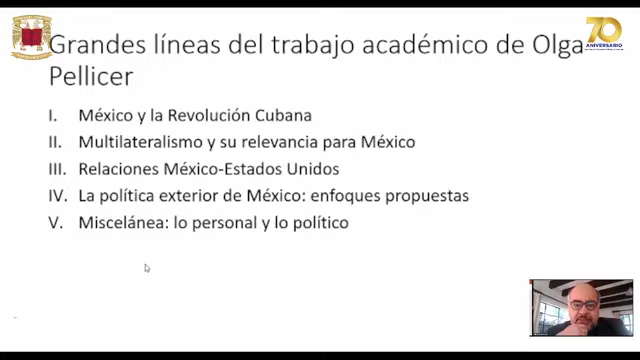 Grandes líneas del trabajo académico de Olga
Pellicer
I. México y la Revolución Cubana
II. Multilateralismo y su relevancia para México
III. Relaciones México-Estados Unidos
IV. La política exterior de México: enfoques propuestas
V. Miscelánea: lo personal y lo político
70
ANIVERSARIO